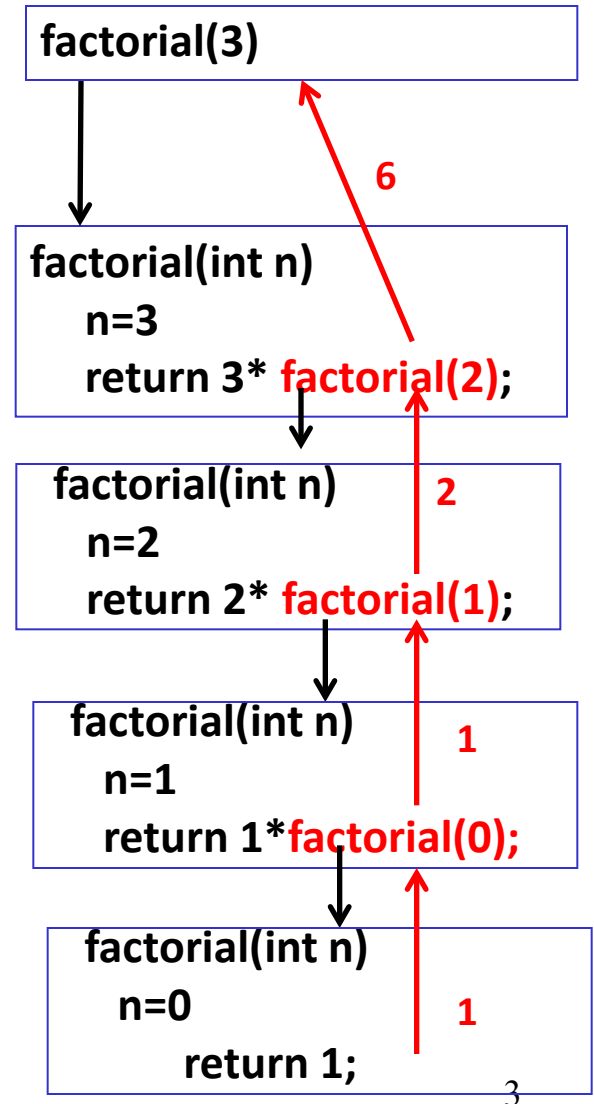 factorial(3)
6
factorial(int n)
n=3
return 3* factorial(2);
factorial(int n)
2
n=2
return 2* factorial(1);
factorial(int n)
1
n=1
return 1*factorial(0);
factorial(int n)
n=0
1
return 1;
3